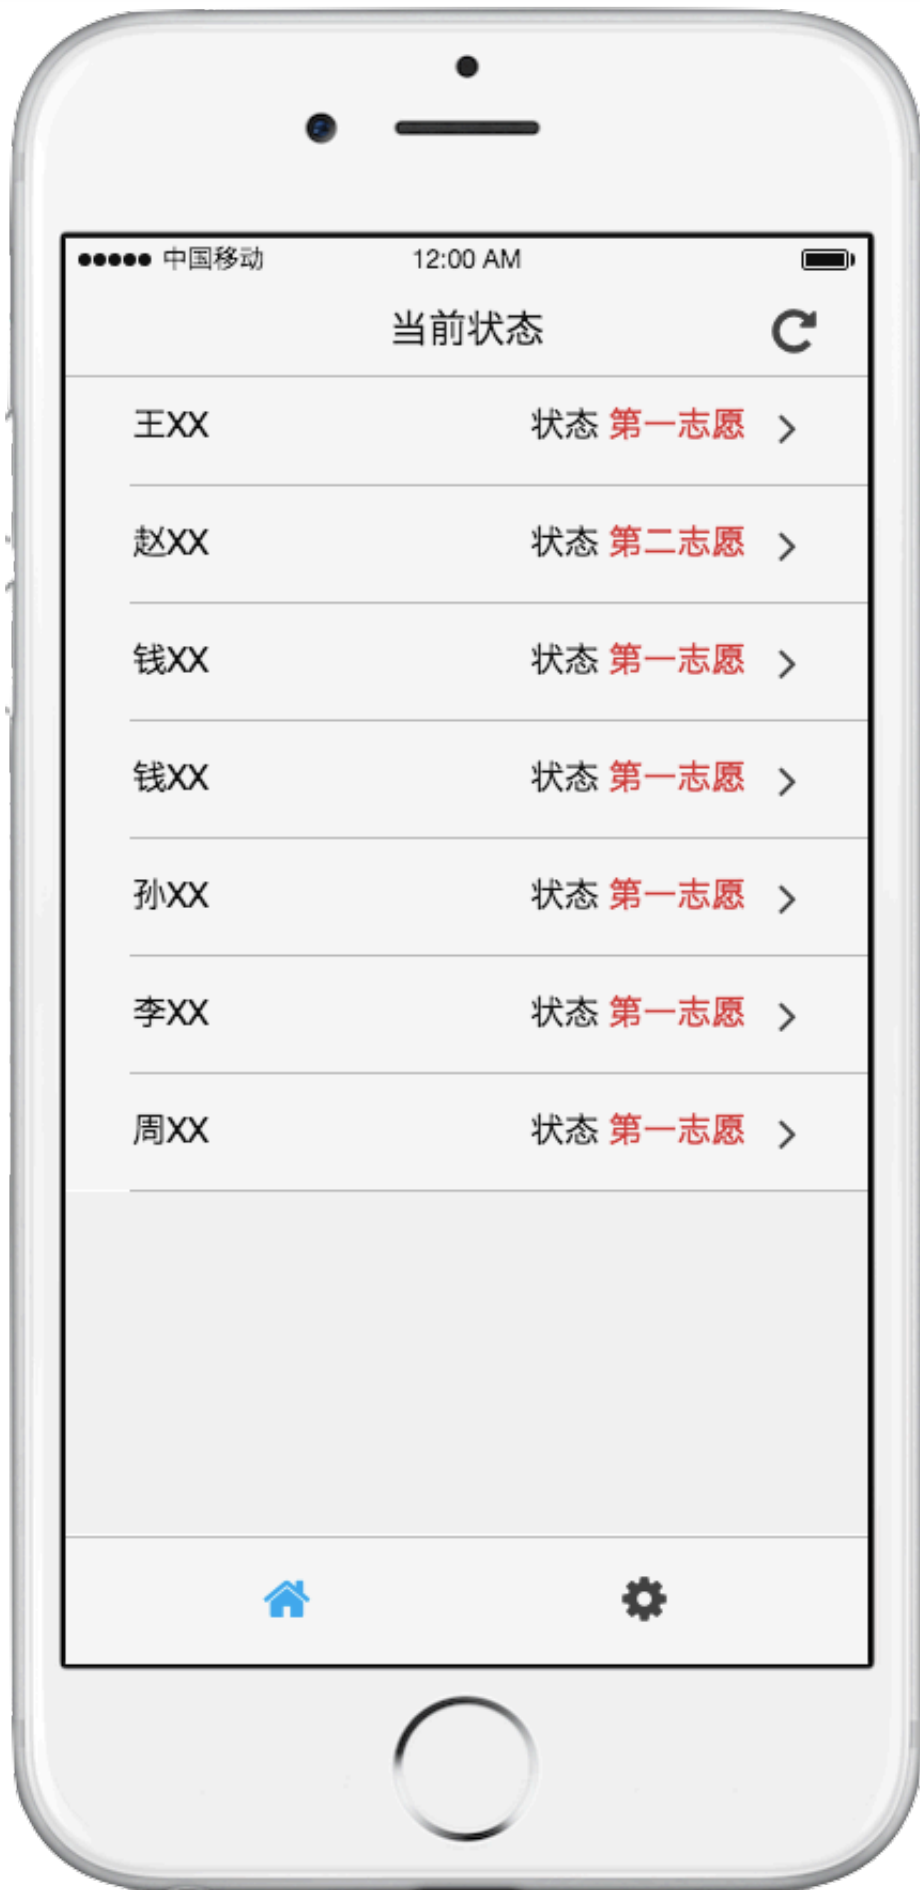 中国移动 12:00 AM
当前状态
王XX 状态 第一志愿
赵XX 状态 第二志愿
钱XX 状态 第一志愿
钱XX 状态 第一志愿
孙XX 状态 第一志愿
李XX 状态 第一志愿
周XX 状态 第一志愿